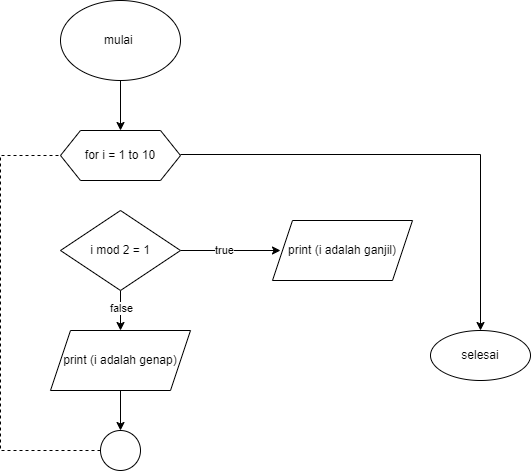 mulai
for i = 1 to 10
i mod 2 = 1
true
print (i adalah ganjil)
false
print (i adalah genap)
selesai